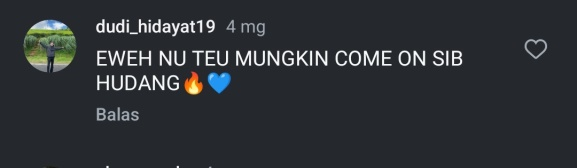 dudi_hidayat19 4 mg
EWEH NU TEU MUNGKIN COME ON SIB
HUDANG🔥💙
Balas